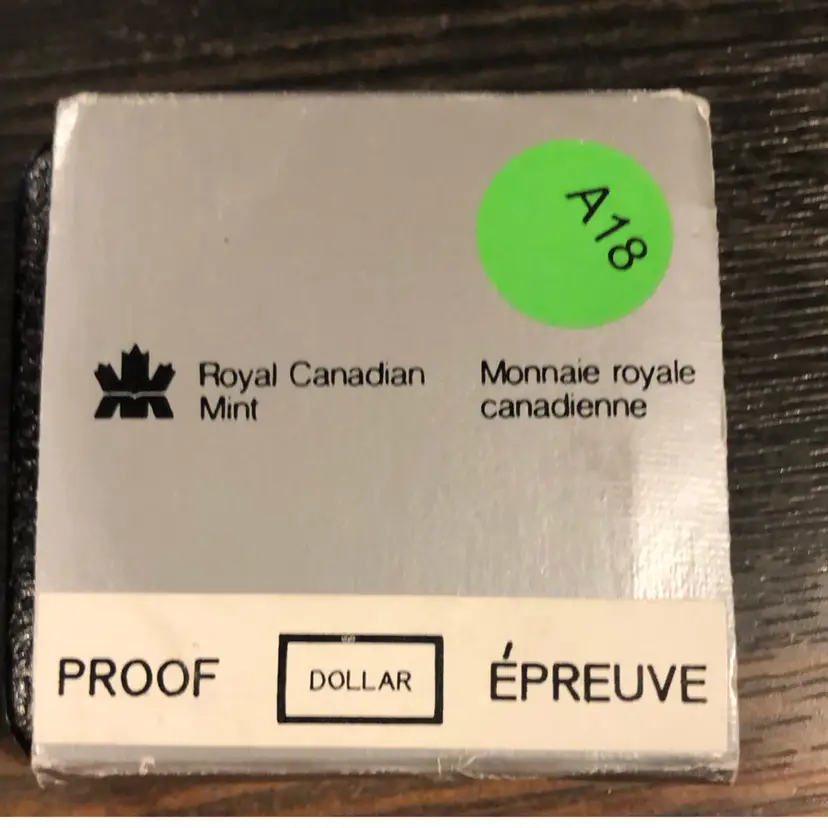 A18
Royal Canadian Mint
Monnaie royale canadienne
PROOF DOLLAR ÉPREUVE